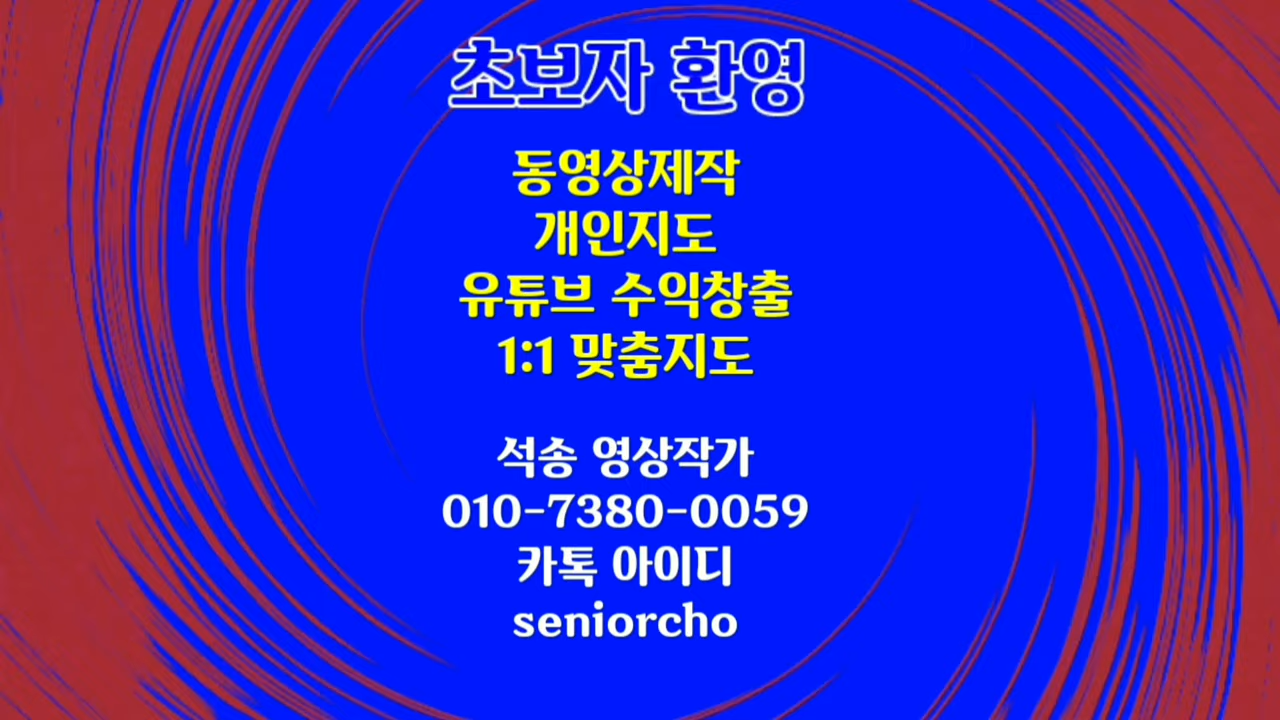 초보자 환영
동영상제작
개인지도
유튜브 수익창출
1:1 맞춤지도
석송 영상작가
010-7380-0059
카톡 아이디
seniorcho